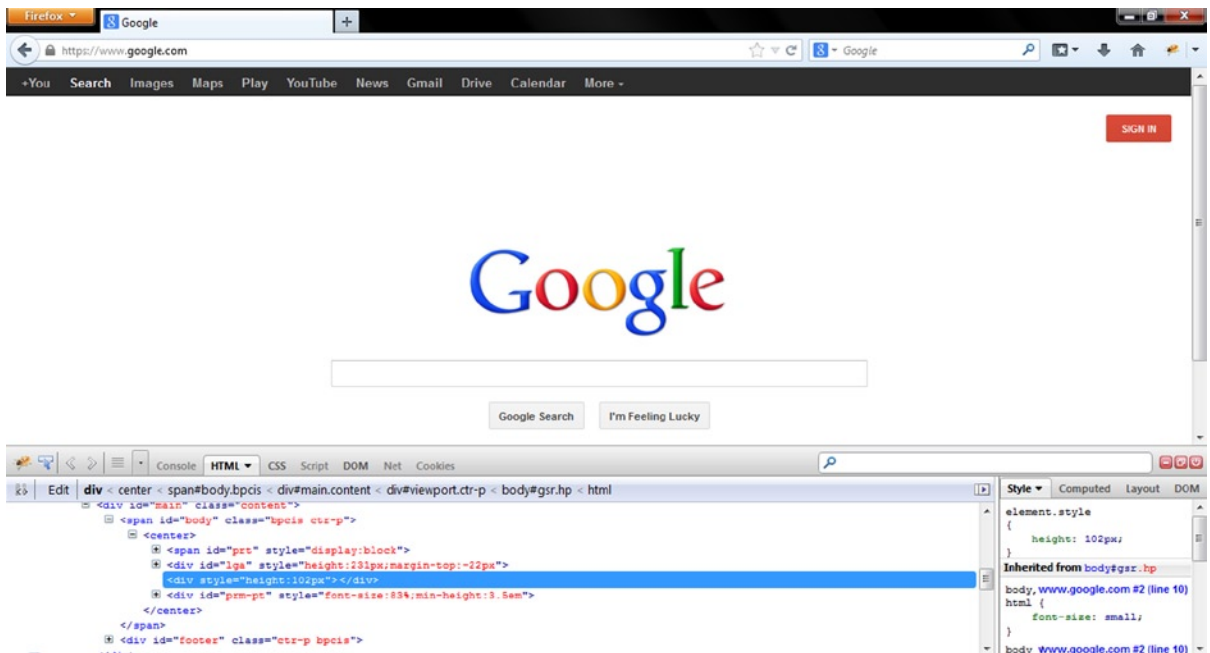 Firefox
Google
https://www.google.com
Google
+You Search Images Maps Play YouTube News Gmail Drive Calendar More
SIGN IN
Google
Google Search I'm Feeling Lucky
Console HTML CSS Script DOM Net Cookies
Edit div < center < span#body.bpcis < div#main.content < div#viewport.ctr-p < body#gsr.hp < html
<div id="main" class="content">
<span id="body" class="bpcis ctr-p">
<center>
<span id="prt" style="display:block">
<div id="lga" style="height:231px;margin-top:-22px">
<div style="height:102px"></div>
<div id="prm-pt" style="font-size:83%;min-height:3.5em">
</center>
</span>
<div id="footer" class="ctr-p bpcis">
Style Computed Layout DOM
element.style
{
height: 102px;
}
Inherited from body#gsr.hp
body, www.google.com #2 (line 10)
html {
font-size: small;
}
body www.google.com #2 (line 10)